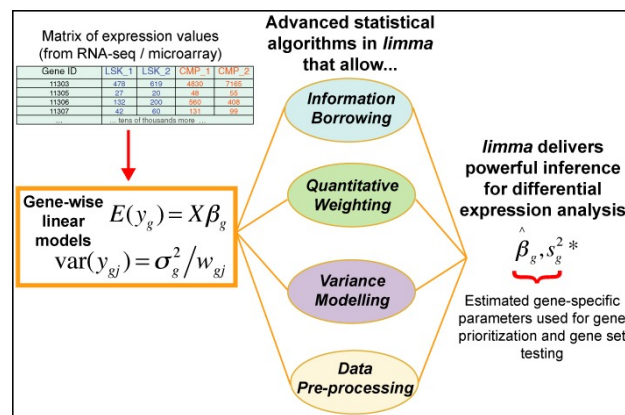 Matrix of expression values
(from RNA-seq / microarray)
Gene ID LSK_1 LSK_2 CMP_1 CMP_2
11303 478 619 4830 7165
11305 27 20 48 55
11306 132 200 560 408
11307 42 60 131 99
... ... tens of thousands more ...
Gene-wise
linear
models
E(y_g) = Xβ_g
var(y_gj) = σ_g^2/w_gj
Advanced statistical
algorithms in limma
that allow...
Information
Borrowing
Quantitative
Weighting
Variance
Modelling
Data
Pre-processing
limma delivers
powerful inference
for differential
expression analysis
β̂_g, s_g^2 *
Estimated gene-specific
parameters used for gene
prioritization and gene set
testing